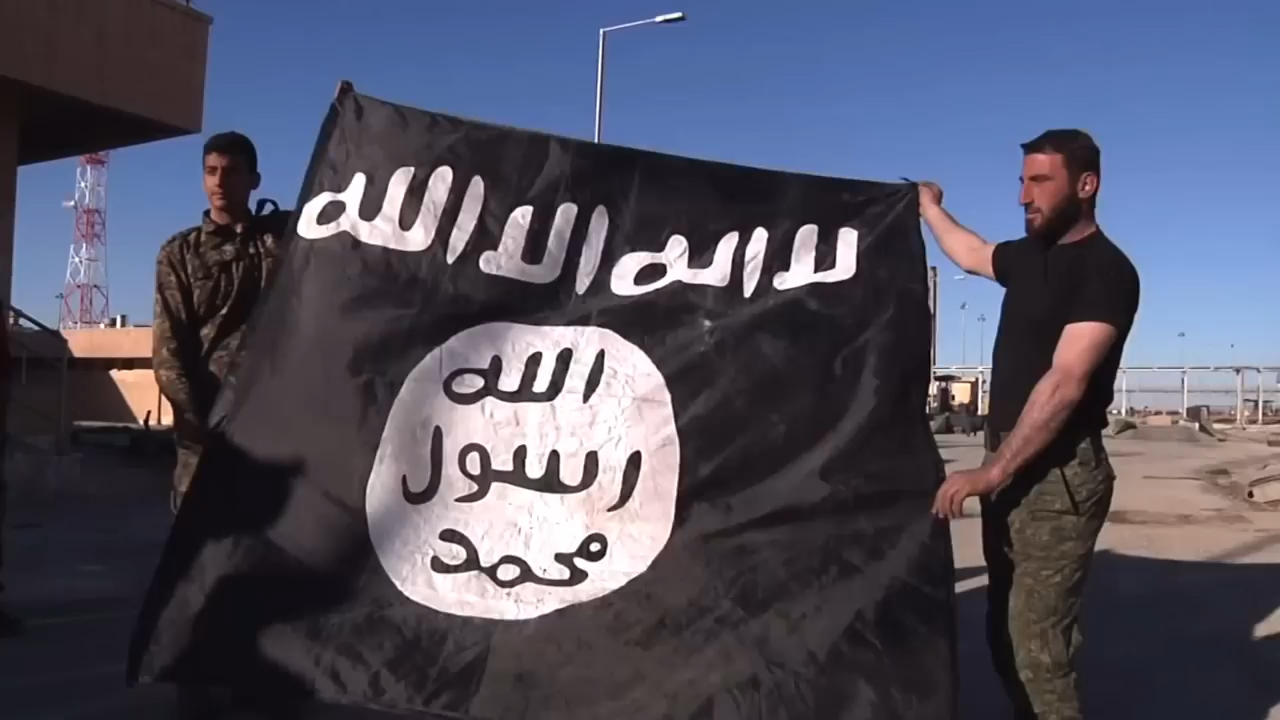 لا اله الا الله
الله
رسول
محمد